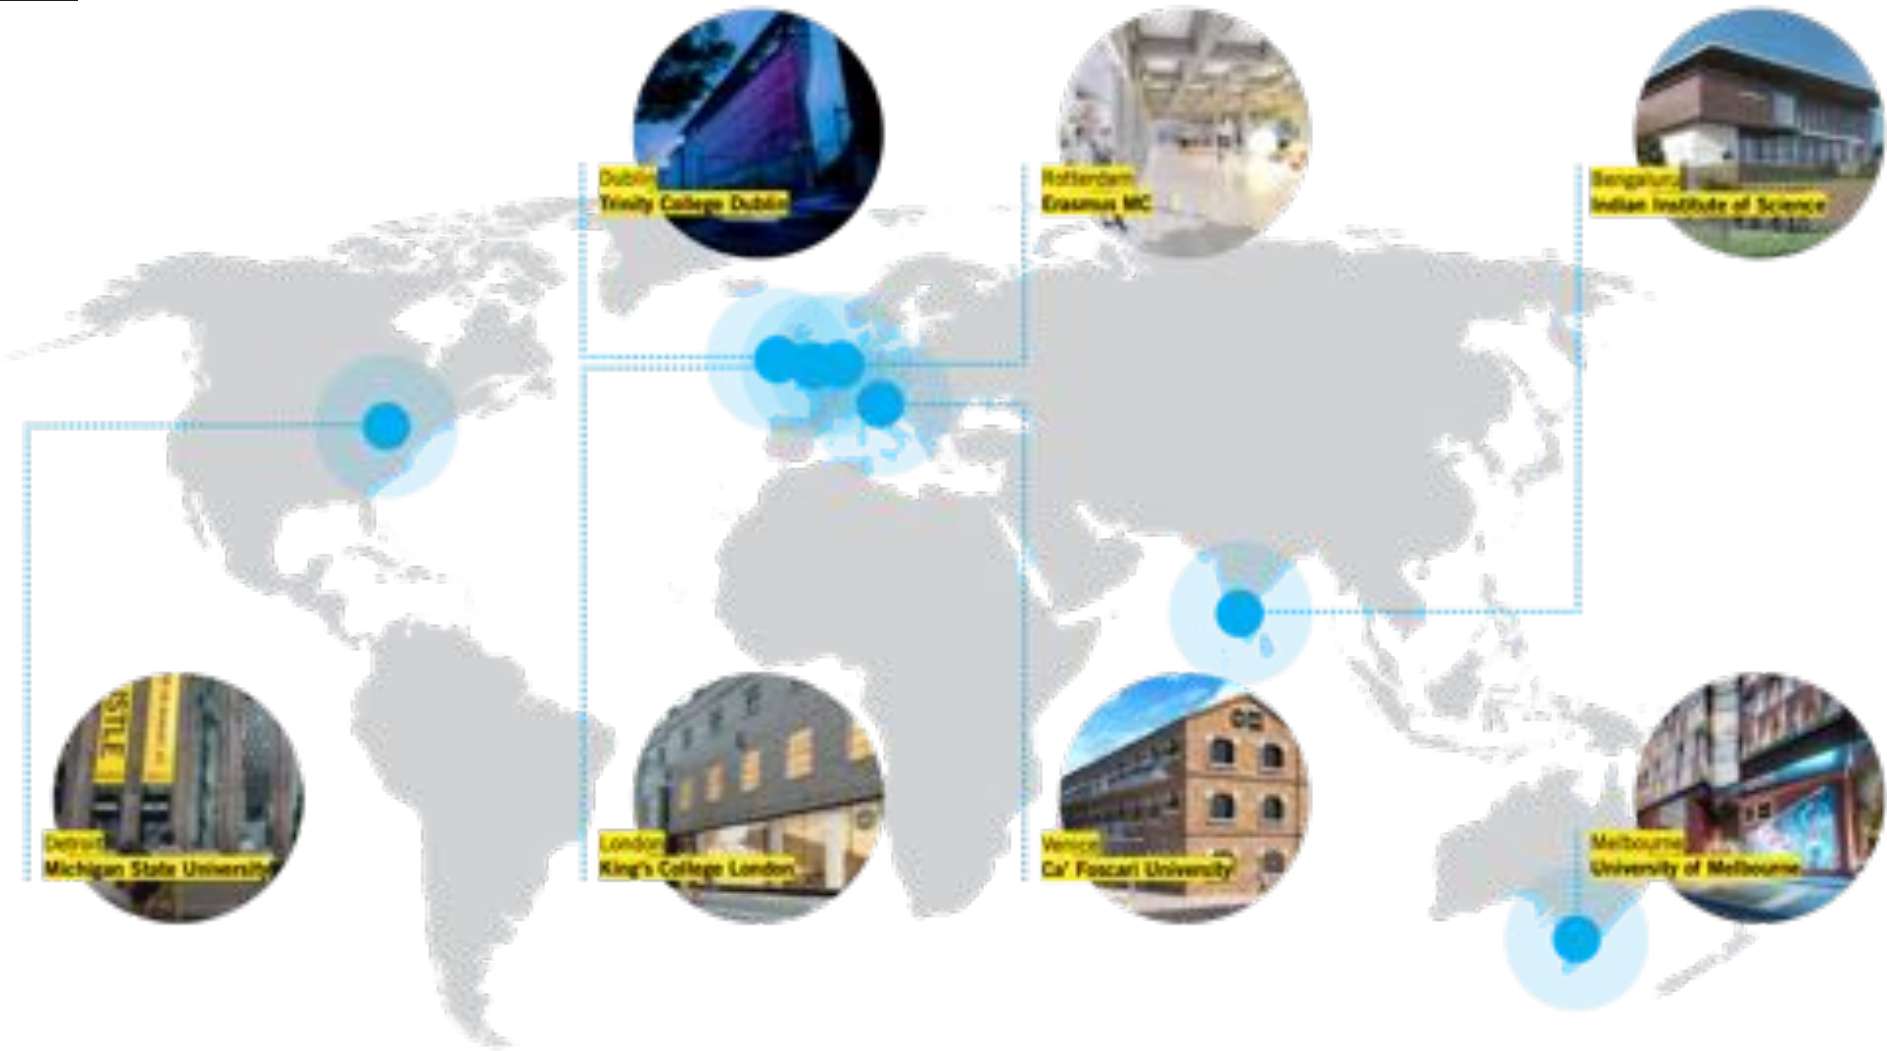 Dublin
Trinity College Dublin
Rotterdam
Erasmus MC
Bengaluru
Indian Institute of Science
Detroit
Michigan State University
London
King's College London
Venice
Ca' Foscari University
Melbourne
University of Melbourne
STLE